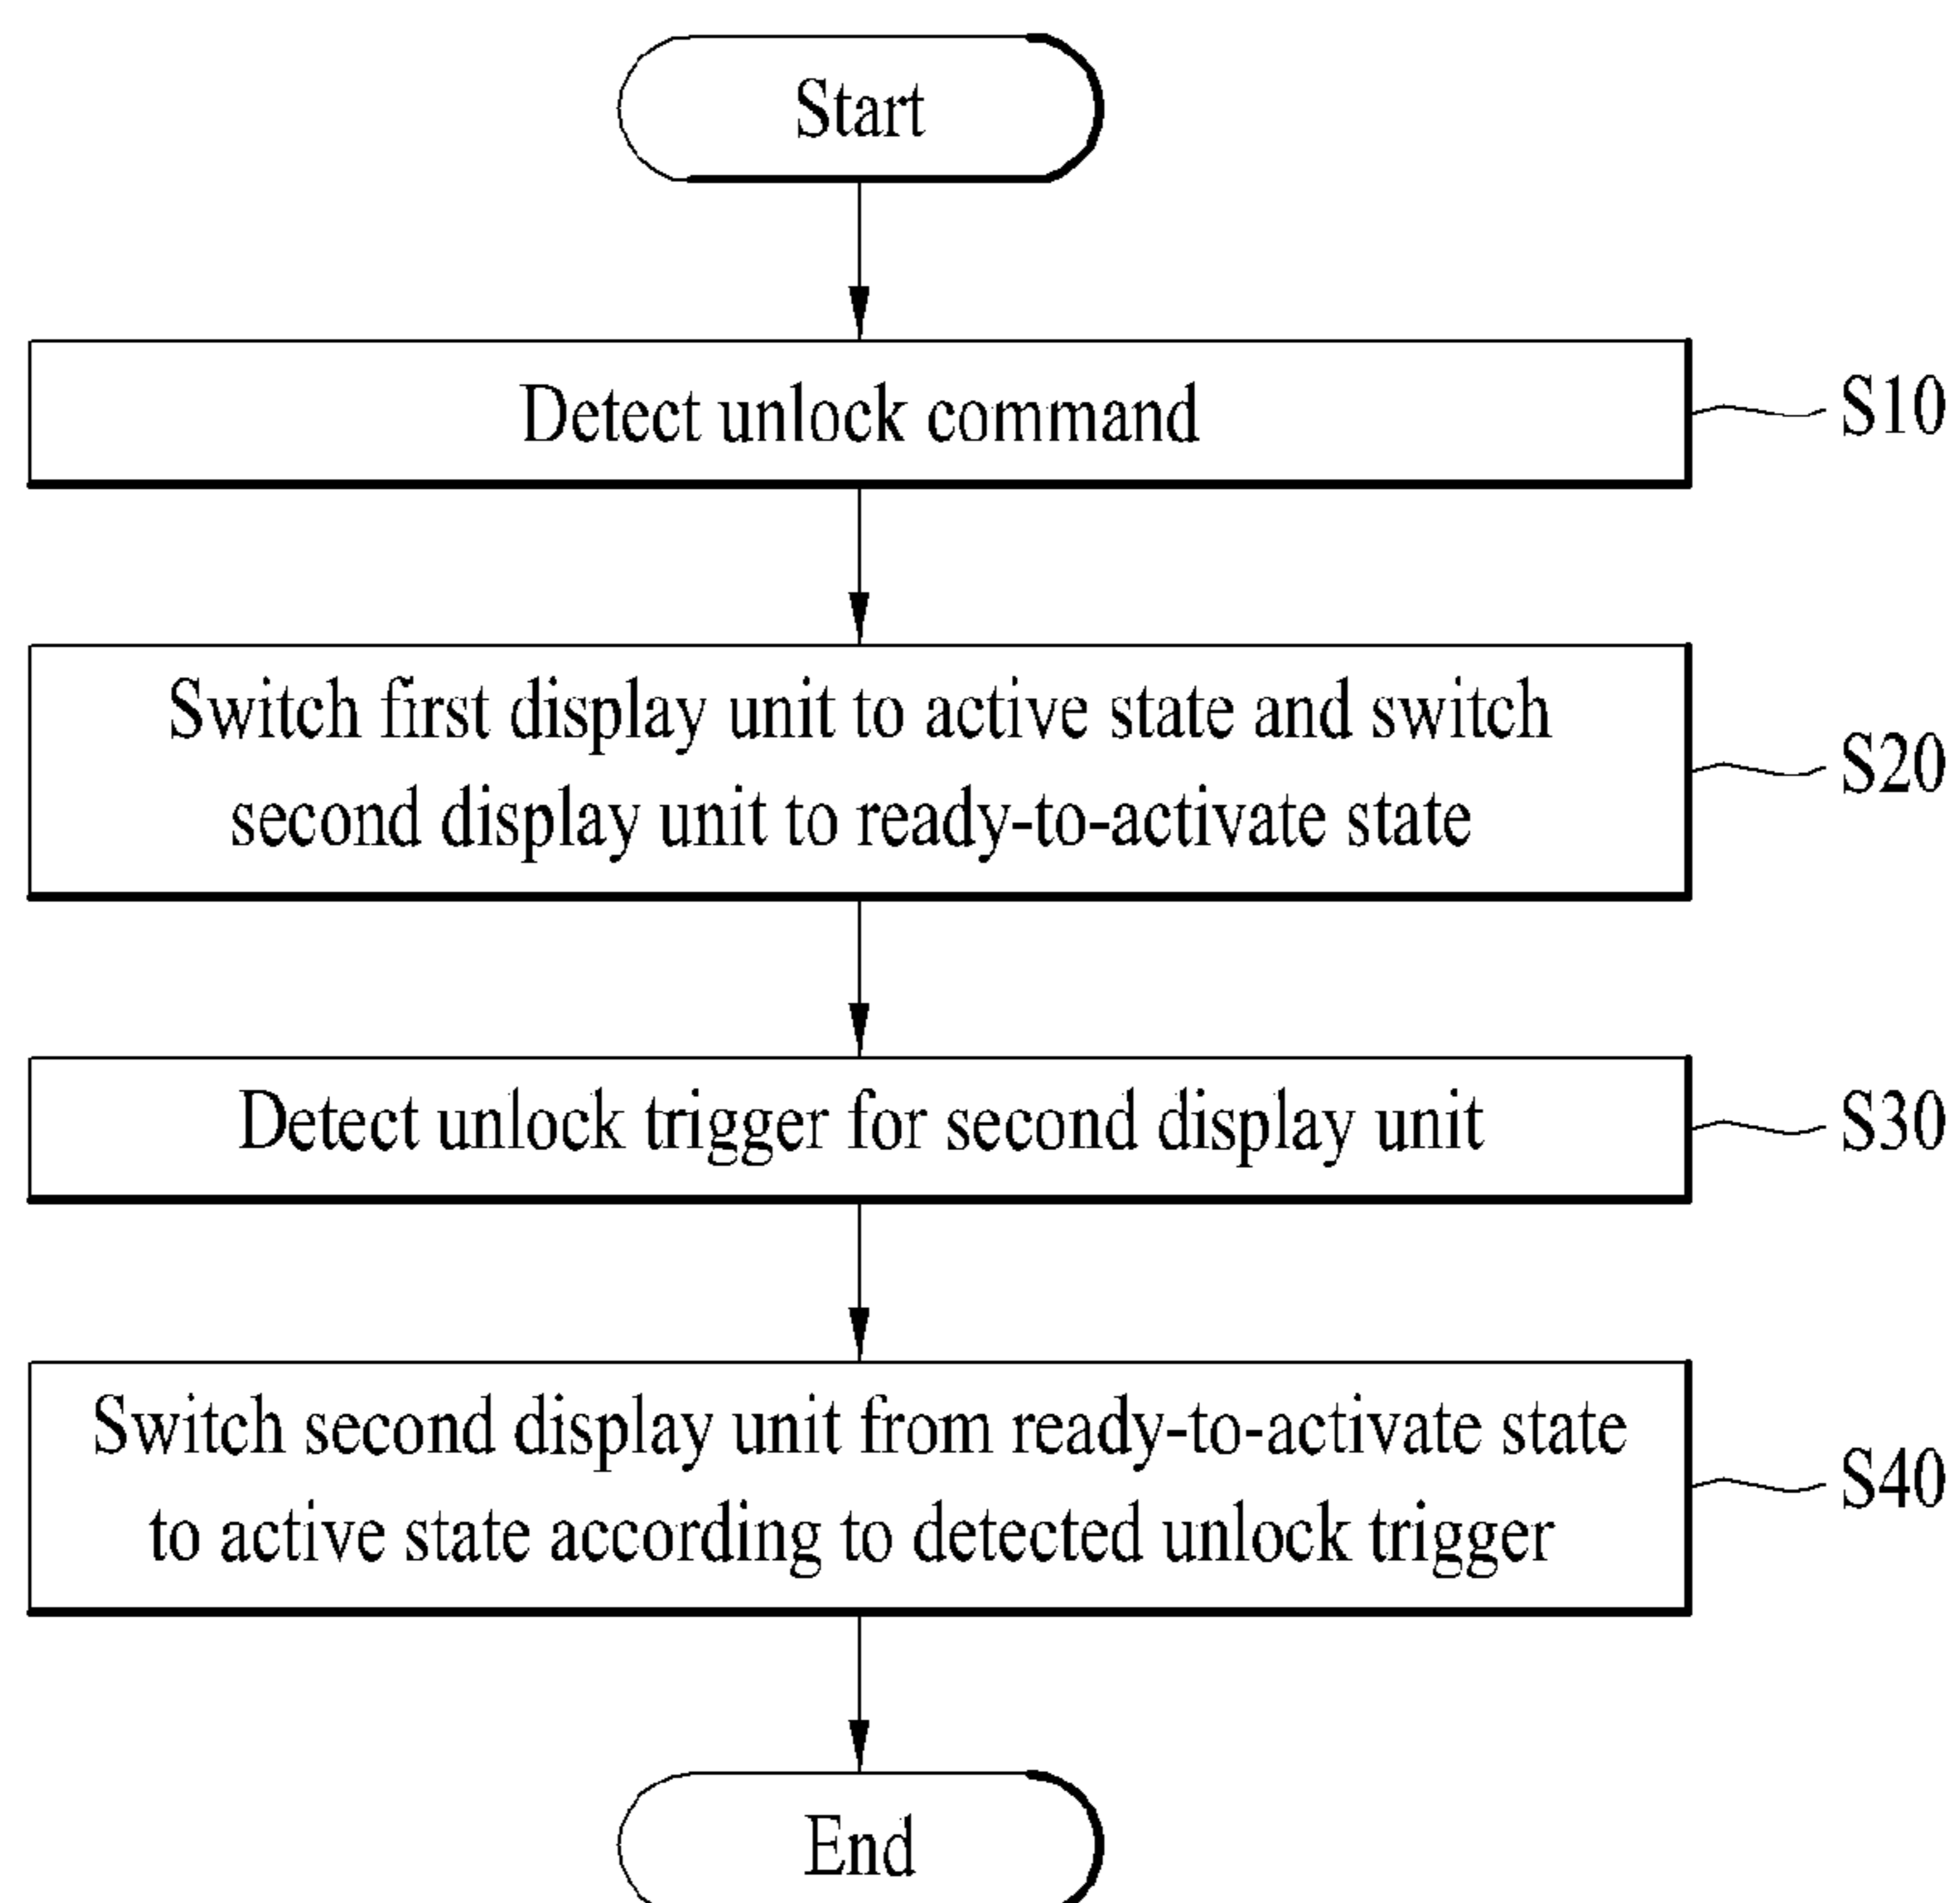 Start
Detect unlock command
S10
Switch first display unit to active state and switch
second display unit to ready-to-activate state
S20
Detect unlock trigger for second display unit
S30
Switch second display unit from ready-to-activate state
to active state according to detected unlock trigger
S40
End